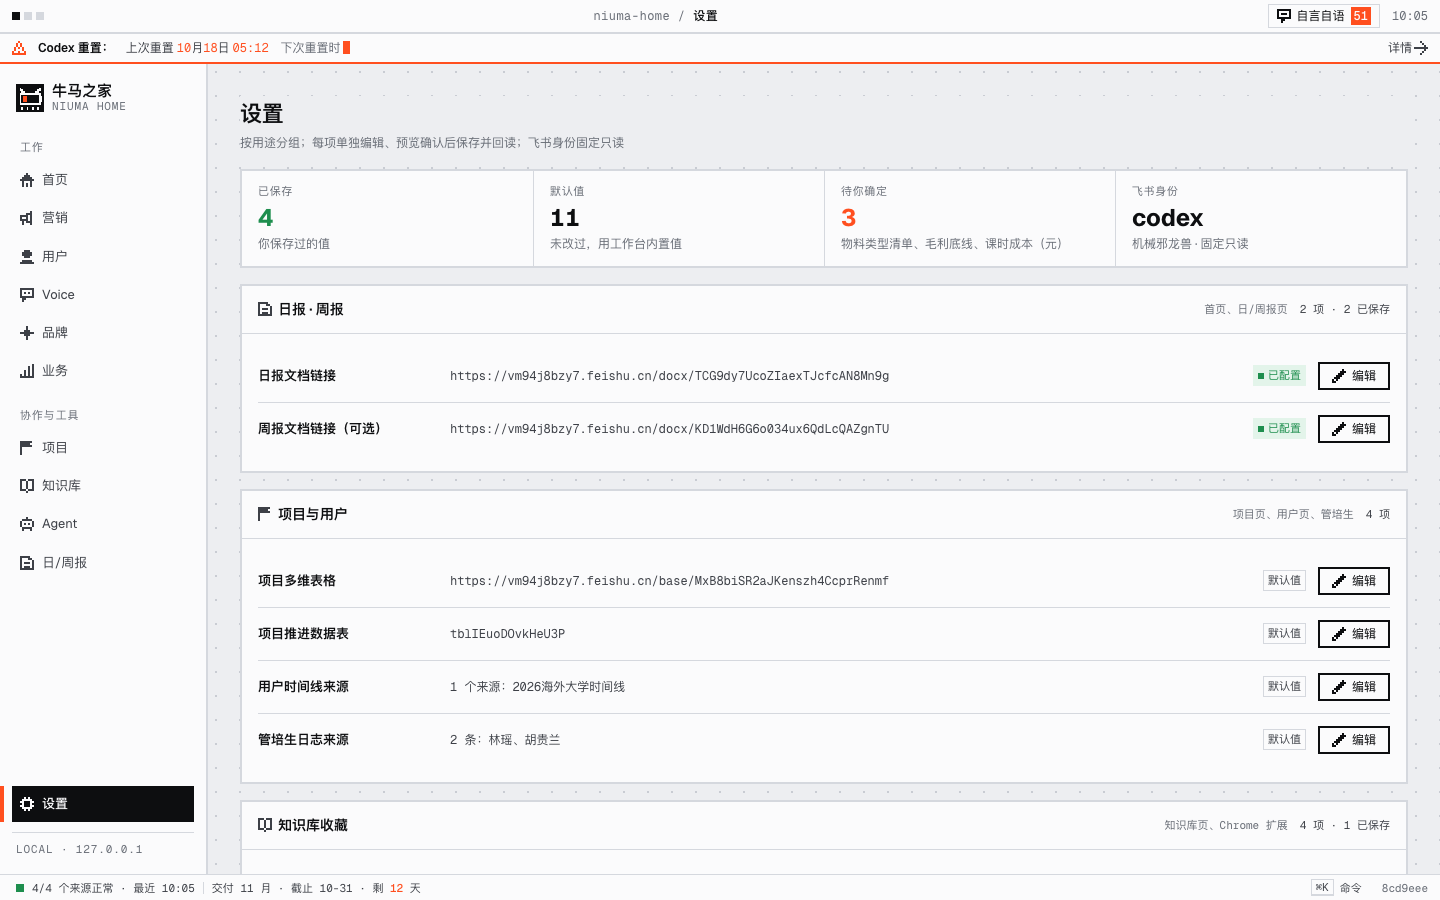 niuma-home / 设置
自言自语 51
10:05
Codex 重置： 上次重置 10月18日 05:12 下次重置时
详情
牛马之家
NIUMA HOME
工作
首页
营销
用户
Voice
品牌
业务
协作与工具
项目
知识库
Agent
日/周报
设置
LOCAL · 127.0.0.1
设置
按用途分组；每项单独编辑、预览确认后保存并回读；飞书身份固定只读
已保存
4
你保存过的值
默认值
11
未改过，用工作台内置值
待你确定
3
物料类型清单、毛利底线、课时成本（元）
飞书身份
codex
机械邪龙兽 · 固定只读
日报 · 周报
首页、日/周报页 2 项 · 2 已保存
日报文档链接 https://vm94j8bzy7.feishu.cn/docx/TCG9dy7UcoZIaexTJcfcAN8Mn9g 已配置 编辑
周报文档链接（可选） https://vm94j8bzy7.feishu.cn/docx/KD1WdH6G6o034ux6QdLcQAZgnTU 已配置 编辑
项目与用户
项目页、用户页、管培生 4 项
项目多维表格 https://vm94j8bzy7.feishu.cn/base/MxB8biSR2aJKenszh4CcprRenmf 默认值 编辑
项目推进数据表 tblIEuoDOvkHeU3P 默认值 编辑
用户时间线来源 1 个来源：2026海外大学时间线 默认值 编辑
管培生日志来源 2 条：林瑶、胡贵兰 默认值 编辑
知识库收藏
知识库页、Chrome 扩展 4 项 · 1 已保存
4/4 个来源正常 · 最近 10:05 交付 11 月 · 截止 10-31 · 剩 12 天
⌘K 命令 8cd9eee